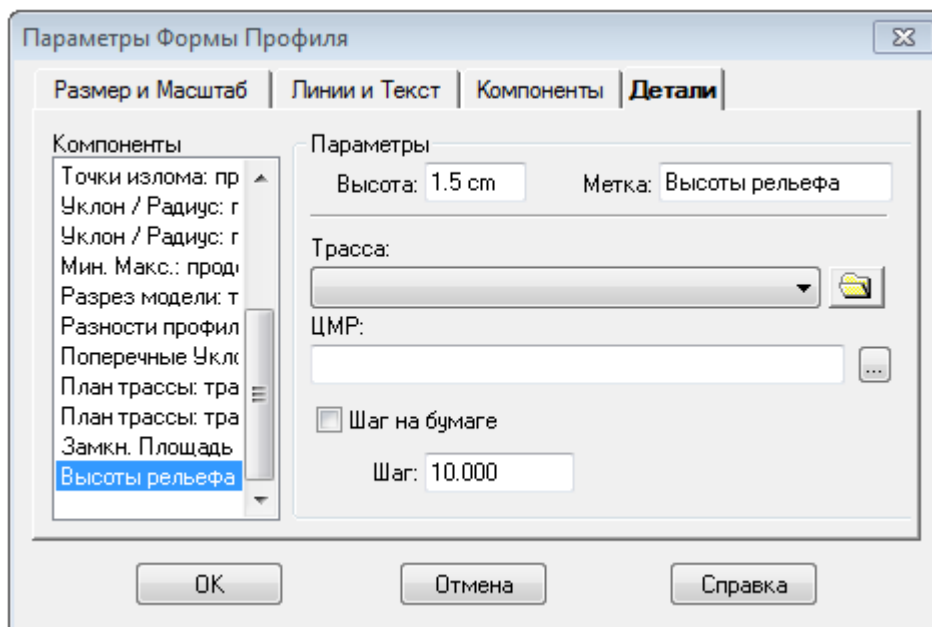 Параметры Формы Профиля
Размер и Масштаб
Линии и Текст
Компоненты
Детали
Компоненты
Точки излома: пр
Уклон / Радиус: г
Уклон / Радиус: г
Мин. Макс.: прод
Разрез модели: т
Разности профил
Поперечные Укло
План трассы: тра
План трассы: тра
Замкн. Площадь
Высоты рельефа
Параметры
Высота: 1.5 cm
Метка: Высоты рельефа
Трасса:
ЦМР:
...
Шаг на бумаге
Шаг: 10.000
OK
Отмена
Справка